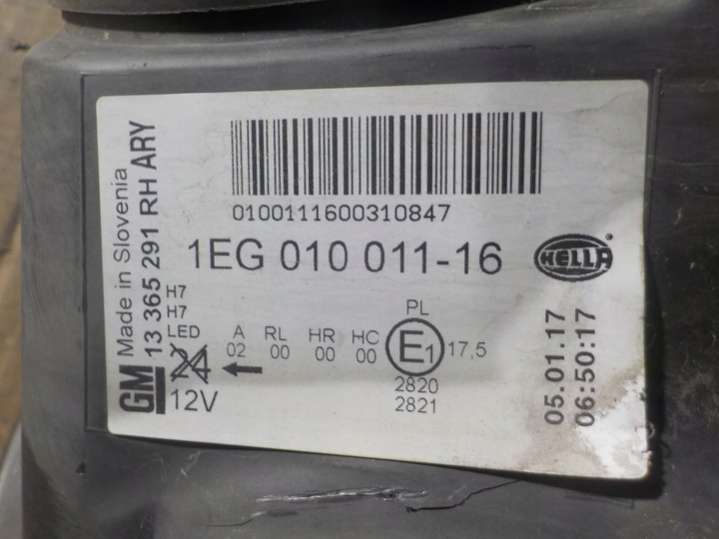 0100111600310847
1EG 010 011-16
HELLA
GM
Made in Slovenia
13 365 291 RH ARY
H7
H7
LED
24
12V
A RL HR HC
02 00 00 00
PL
E1 17,5
2820
2821
05.01.17
06:50:17